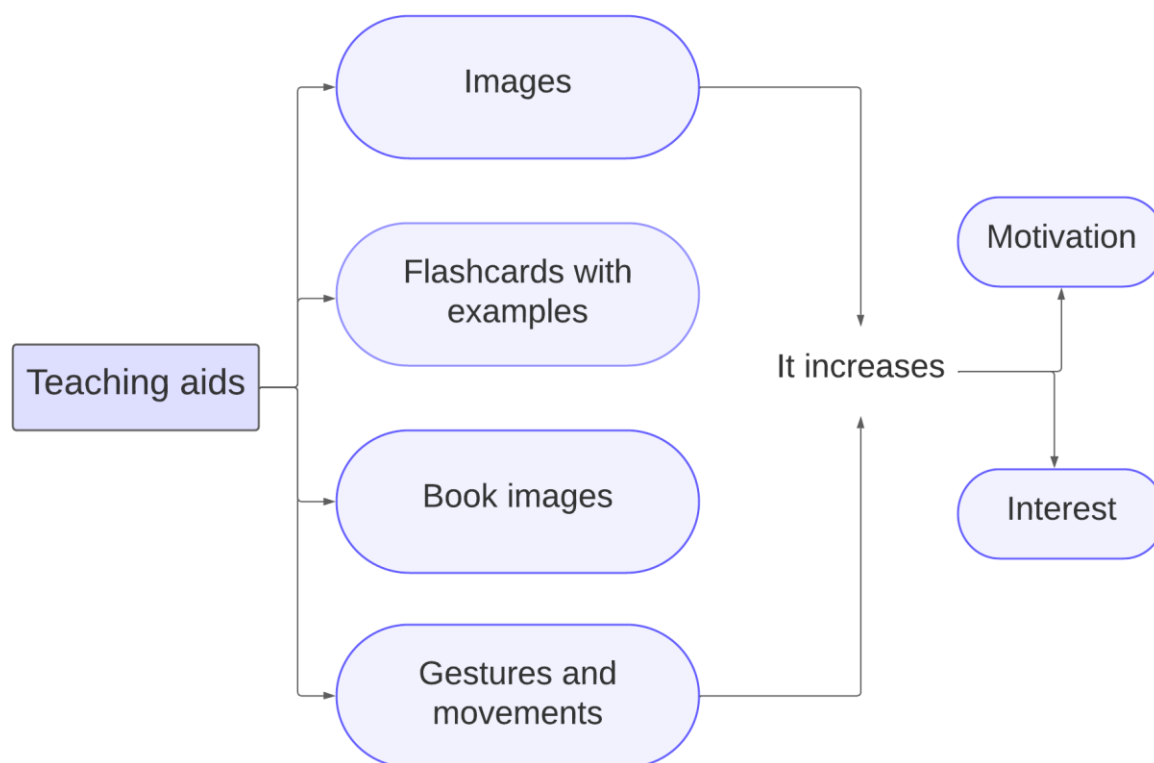 Teaching aids
Images
Flashcards with
examples
Book images
Gestures and
movements
It increases
Motivation
Interest